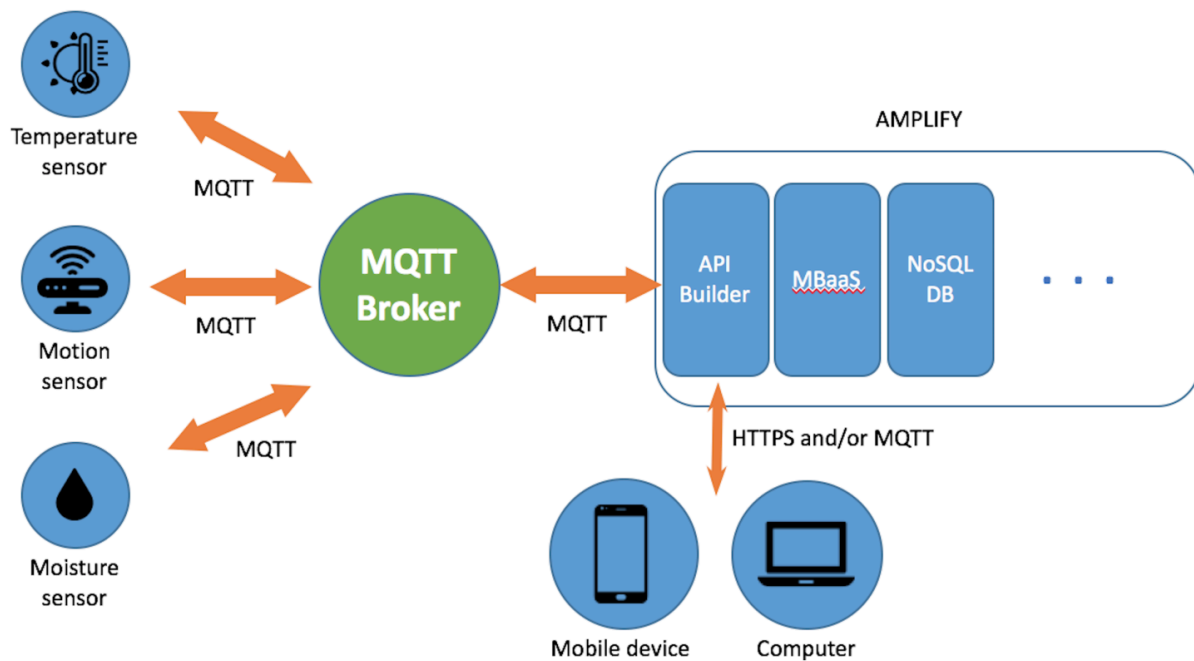 Temperature
sensor
MQTT
Motion
sensor
MQTT
Moisture
sensor
MQTT
MQTT
Broker
MQTT
AMPLIFY
API
Builder
MBaaS
NoSQL
DB
. . .
HTTPS and/or MQTT
Mobile device
Computer